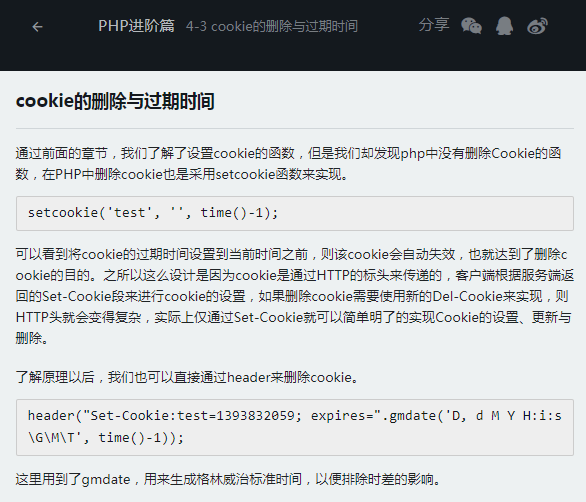 PHP进阶篇 4-3 cookie的删除与过期时间 分享
cookie的删除与过期时间
通过前面的章节，我们了解了设置cookie的函数，但是我们却发现php中没有删除Cookie的函
数，在PHP中删除cookie也是采用setcookie函数来实现。
setcookie('test', '', time()-1);
可以看到将cookie的过期时间设置到当前时间之前，则该cookie会自动失效，也就达到了删除c
ookie的目的。之所以这么设计是因为cookie是通过HTTP的标头来传递的，客户端根据服务端返
回的Set-Cookie段来进行cookie的设置，如果删除cookie需要使用新的Del-Cookie来实现，则
HTTP头就会变得复杂，实际上仅通过Set-Cookie就可以简单明了的实现Cookie的设置、更新与
删除。
了解原理以后，我们也可以直接通过header来删除cookie。
header("Set-Cookie:test=1393832059; expires=".gmdate('D, d M Y H:i:s
\G\M\T', time()-1));
这里用到了gmdate，用来生成格林威治标准时间，以便排除时差的影响。